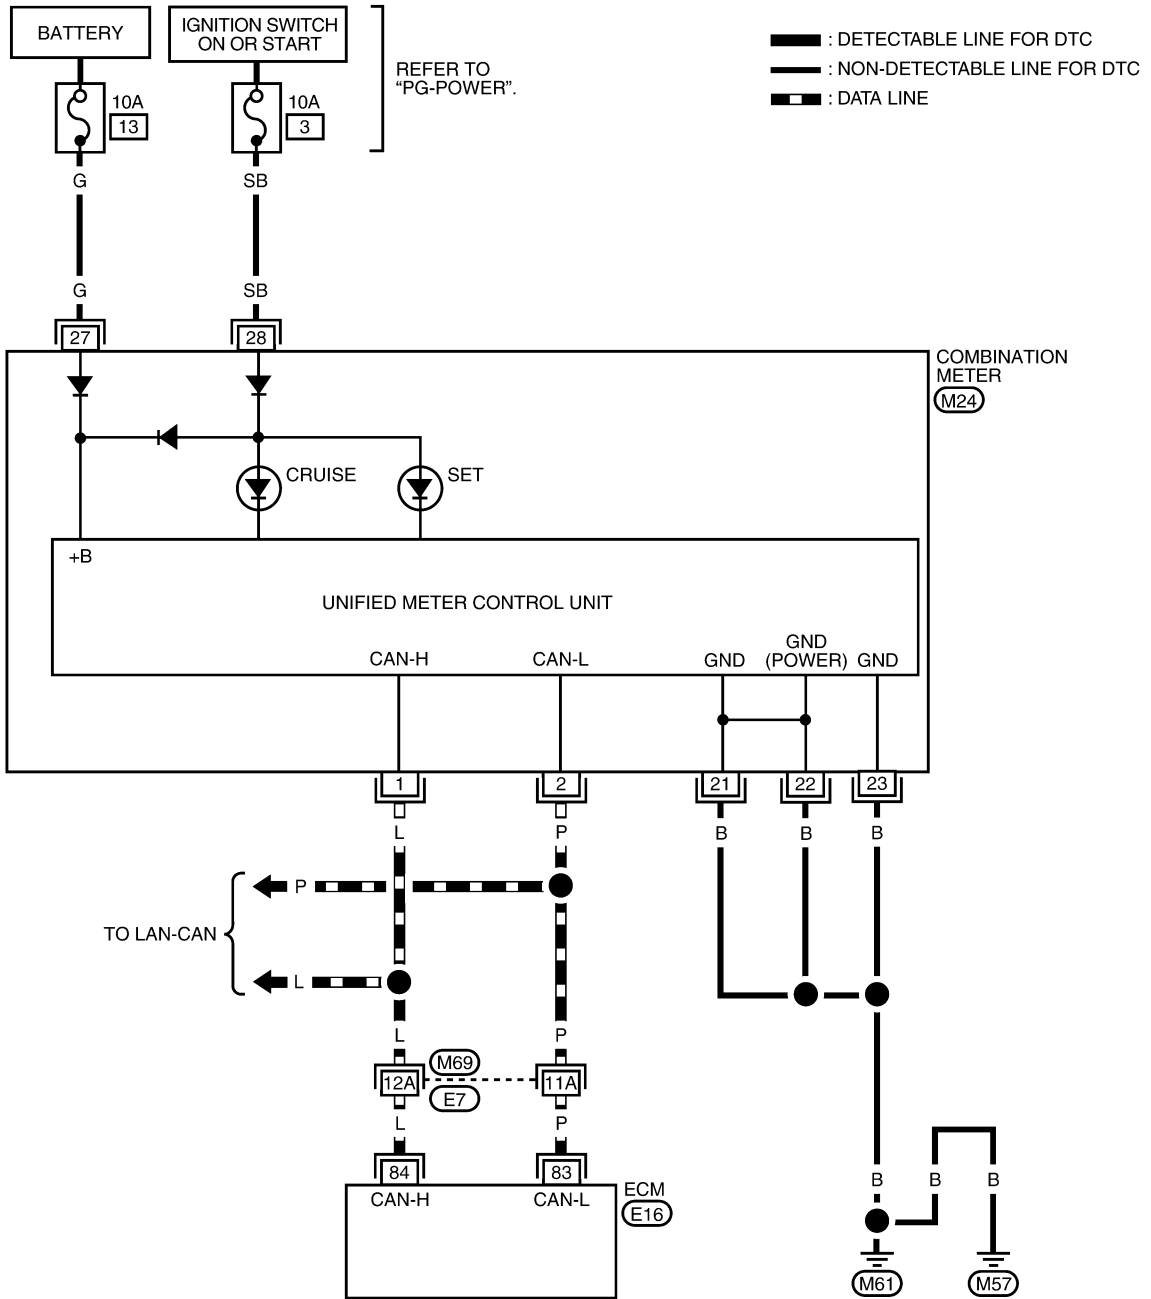 BATTERY
IGNITION SWITCH
ON OR START
REFER TO
“PG-POWER”.
: DETECTABLE LINE FOR DTC
: NON-DETECTABLE LINE FOR DTC
: DATA LINE
10A
13
10A
3
G
SB
G
SB
27
28
COMBINATION
METER
M24
CRUISE
SET
+B
UNIFIED METER CONTROL UNIT
CAN-H
CAN-L
GND
GND
(POWER)
GND
1
2
21
22
23
L
P
B
B
B
P
TO LAN-CAN
L
L
P
M69
12A
11A
E7
L
P
84
83
CAN-H
CAN-L
ECM
E16
B
B
B
M61
M57